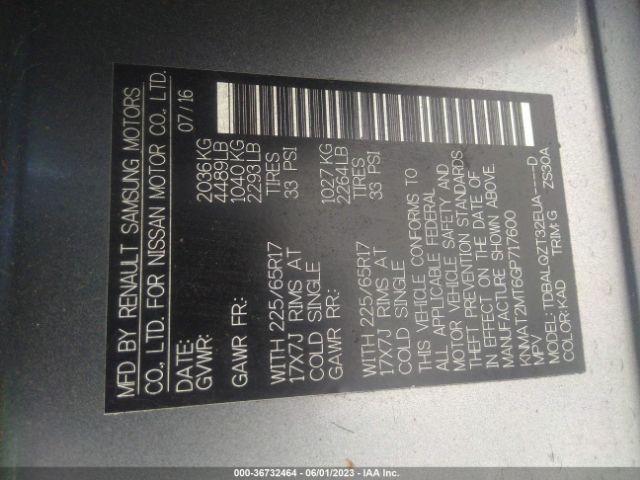 MFD BY RENAULT SAMSUNG MOTORS
CO., LTD. FOR NISSAN MOTOR CO., LTD.
DATE: 07/16
GVWR: 2036KG
4489LB
GAWR FR: 1040KG
2293LB
WITH 225/65R17 TIRES
17X7J RIMS AT 33 PSI
COLD SINGLE
GAWR RR: 1027KG
2264LB
WITH 225/65R17 TIRES
17X7J RIMS AT 33 PSI
COLD SINGLE
THIS VEHICLE CONFORMS TO
ALL APPLICABLE FEDERAL
MOTOR VEHICLE SAFETY AND
THEFT PREVENTION STANDARDS
IN EFFECT ON THE DATE OF
MANUFACTURE SHOWN ABOVE.
KNMAT2MT6GP717600
MPV
MODEL: TDBALQZT32EUA-----D
COLOR:KAD TRIM:G ZS30A
000-36732464 - 06/01/2023 - IAA Inc.